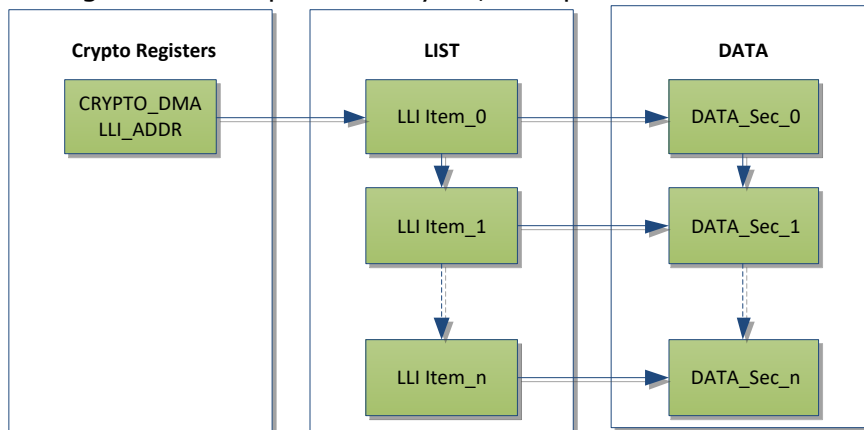 Crypto Registers
LIST
DATA
CRYPTO_DMA
LLI_ADDR
LLI Item_0
DATA_Sec_0
LLI Item_1
DATA_Sec_1
LLI Item_n
DATA_Sec_n